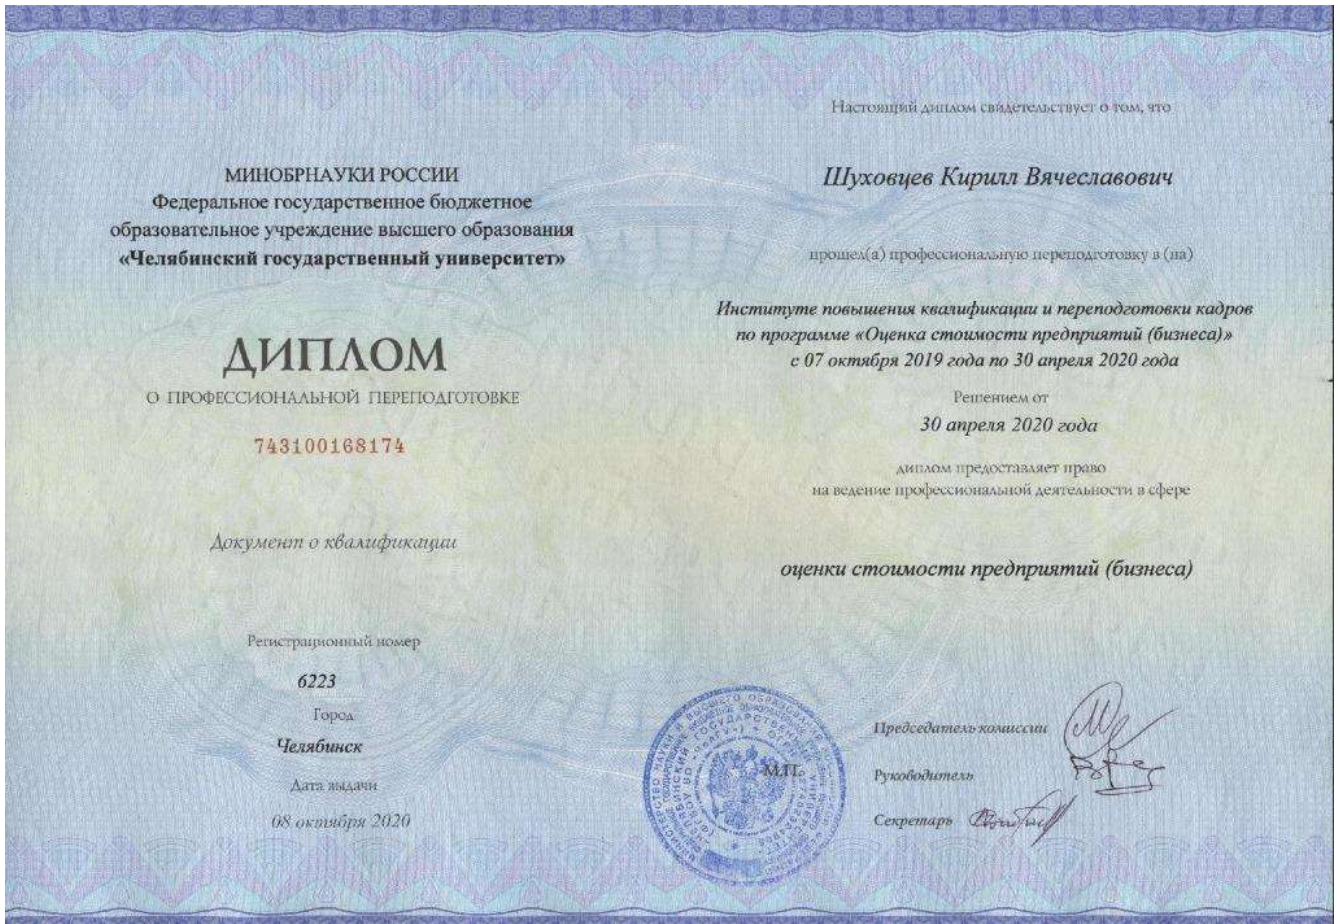 МИНОБРНАУКИ РОССИИ
Федеральное государственное бюджетное
образовательное учреждение высшего образования
«Челябинский государственный университет»
ДИПЛОМ
О ПРОФЕССИОНАЛЬНОЙ ПЕРЕПОДГОТОВКЕ
743100168174
Документ о квалификации
Регистрационный номер
6223
Город
Челябинск
Дата выдачи
08 октября 2020
Настоящий диплом свидетельствует о том, что
Шуховцев Кирилл Вячеславович
прошел(а) профессиональную переподготовку в (на)
Институте повышения квалификации и переподготовки кадров
по программе «Оценка стоимости предприятий (бизнеса)»
с 07 октября 2019 года по 30 апреля 2020 года
Решением от
30 апреля 2020 года
диплом предоставляет право
на ведение профессиональной деятельности в сфере
оценки стоимости предприятий (бизнеса)
М.П.
Председатель комиссии
Руководитель
Секретарь